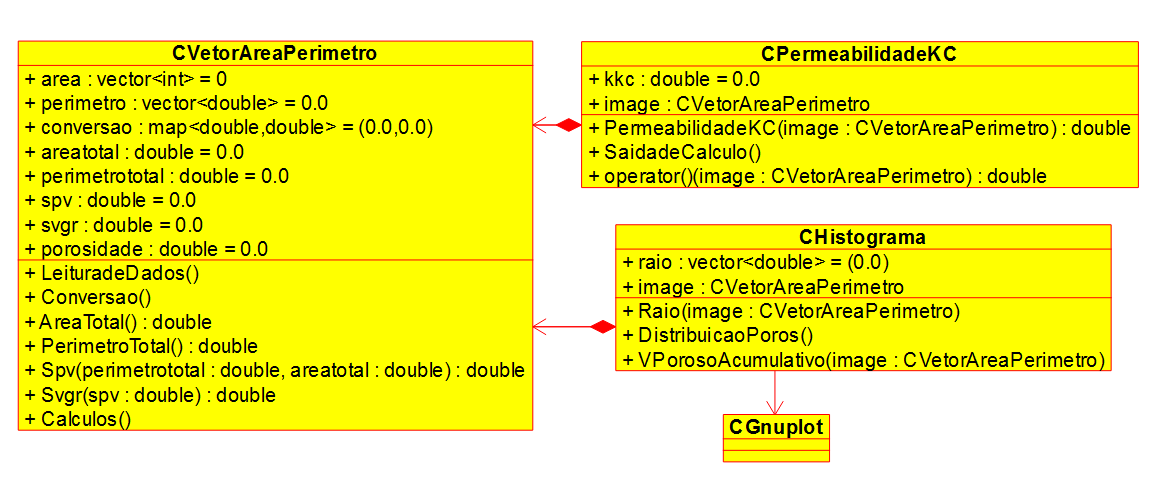 CVetorAreaPerimetro
+ area : vector<int> = 0
+ perimetro : vector<double> = 0.0
+ conversao : map<double,double> = (0.0,0.0)
+ areatotal : double = 0.0
+ perimetrototal : double = 0.0
+ spv : double = 0.0
+ svgr : double = 0.0
+ porosidade : double = 0.0
+ LeituradeDados()
+ Conversao()
+ AreaTotal() : double
+ PerimetroTotal() : double
+ Spv(perimetrototal : double, areatotal : double) : double
+ Svgr(spv : double) : double
+ Calculos()
CPermeabilidadeKC
+ kkc : double = 0.0
+ image : CVetorAreaPerimetro
+ PermeabilidadeKC(image : CVetorAreaPerimetro) : double
+ SaidadeCalculo()
+ operator()(image : CVetorAreaPerimetro) : double
CHistograma
+ raio : vector<double> = (0.0)
+ image : CVetorAreaPerimetro
+ Raio(image : CVetorAreaPerimetro)
+ DistribuicaoPoros()
+ VPorosoAcumulativo(image : CVetorAreaPerimetro)
CGnuplot